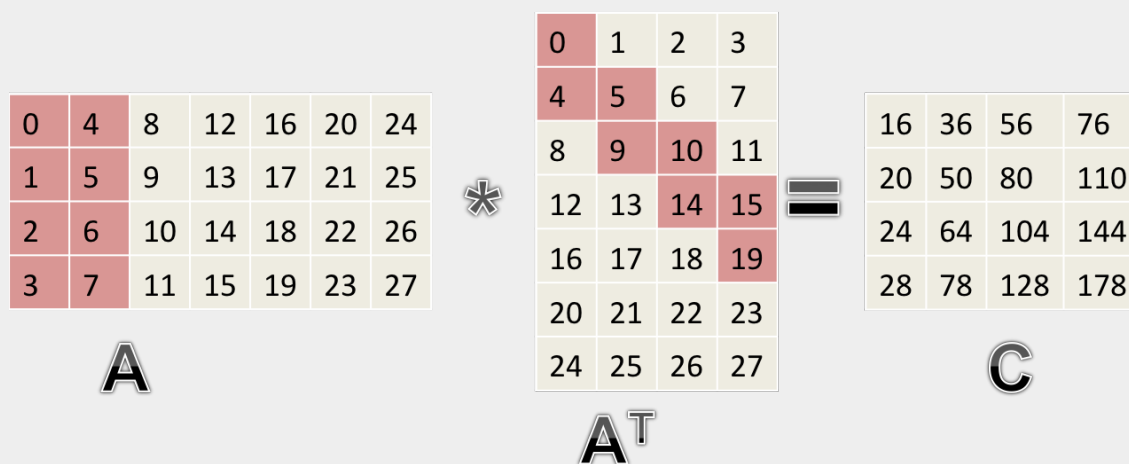 0 4 8 12 16 20 24
1 5 9 13 17 21 25
2 6 10 14 18 22 26
3 7 11 15 19 23 27
A
*
0 1 2 3
4 5 6 7
8 9 10 11
12 13 14 15
16 17 18 19
20 21 22 23
24 25 26 27
Aᵀ
=
16 36 56 76
20 50 80 110
24 64 104 144
28 78 128 178
C